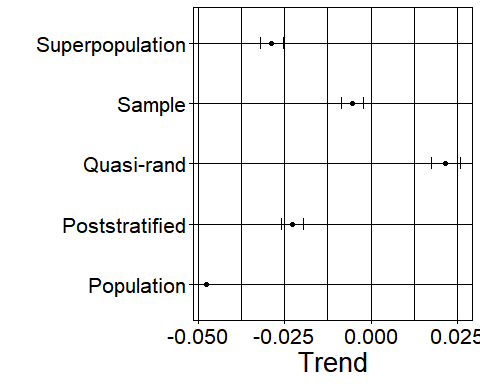 Superpopulation
Sample
Quasi-rand
Poststratified
Population
-0.050 -0.025 0.000 0.025
Trend